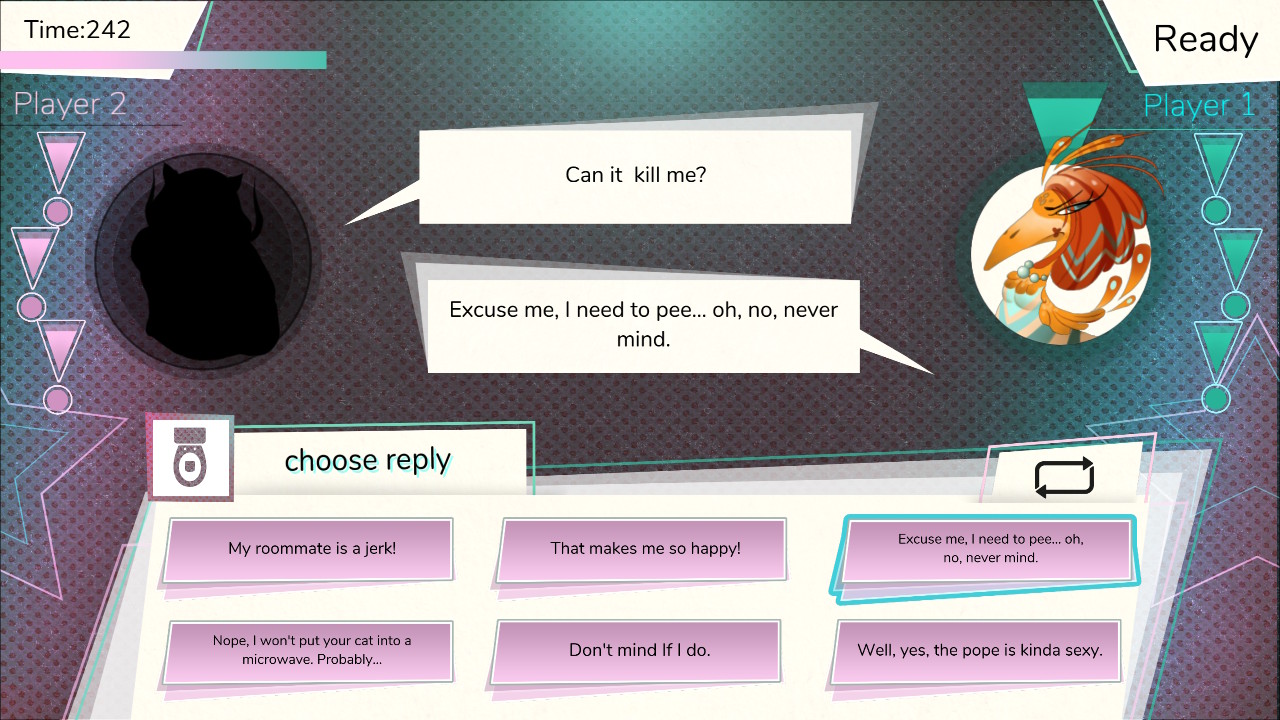 Time:242
Ready
Player 2
Player 1
Can it  kill me?
Excuse me, I need to pee... oh, no, never
mind.
choose reply
My roommate is a jerk!
That makes me so happy!
Excuse me, I need to pee... oh,
no, never mind.
Nope, I won't put your cat into a
microwave. Probably...
Don't mind If I do.
Well, yes, the pope is kinda sexy.